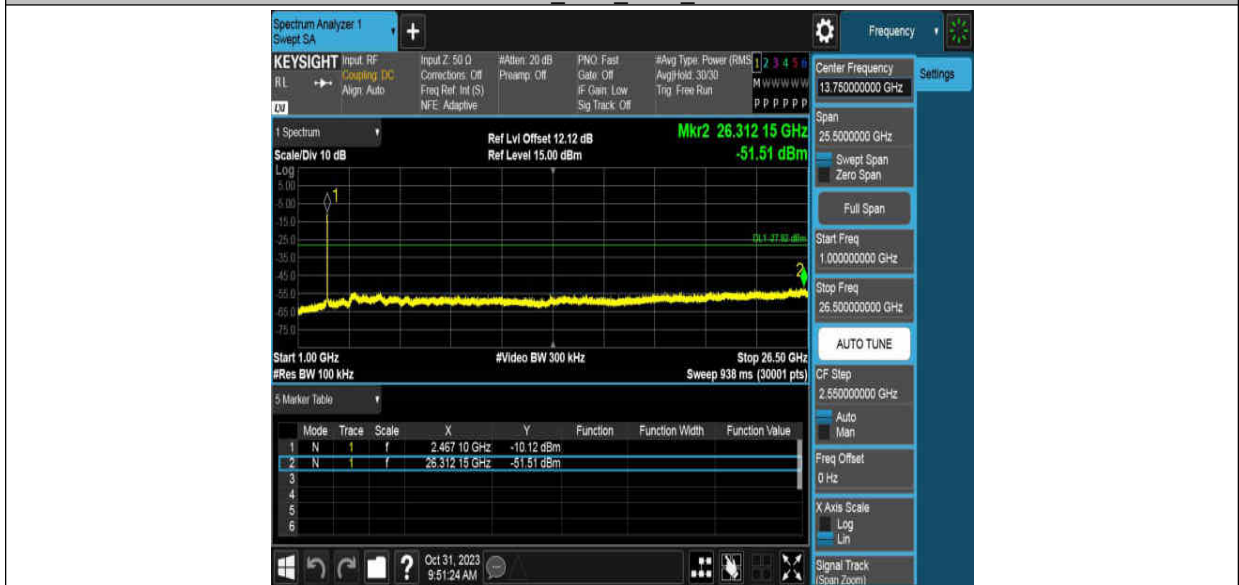 Spectrum Analyzer 1
Swept SA
+
Frequency
KEYSIGHT
RL
LXI
Input: RF
Coupling: DC
Align: Auto
Input Z: 50 Ω
Corrections: Off
Freq Ref: Int (S)
NFE: Adaptive
#Atten: 20 dB
Preamp: Off
PNO: Fast
Gate: Off
IF Gain: Low
Sig Track: Off
#Avg Type: Power (RMS
Avg|Hold: 30/30
Trig: Free Run
1 2 3 4 5 6
M W W W W W
P P P P P P
Center Frequency
13.750000000 GHz
Settings
Span
25.5000000 GHz
Swept Span
Zero Span
Full Span
Start Freq
1.000000000 GHz
Stop Freq
26.500000000 GHz
AUTO TUNE
CF Step
2.550000000 GHz
Auto
Man
Freq Offset
0 Hz
X Axis Scale
Log
Lin
Signal Track
(Span Zoom)
1 Spectrum
Scale/Div 10 dB
Ref Lvl Offset 12.12 dB
Ref Level 15.00 dBm
Mkr2 26.312 15 GHz
-51.51 dBm
Log
5.00
-5.00
-15.0
-25.0
-35.0
-45.0
-55.0
-65.0
-75.0
1
2
Start 1.00 GHz
#Res BW 100 kHz
#Video BW 300 kHz
Stop 26.50 GHz
Sweep 938 ms (30001 pts)
5 Marker Table
Mode Trace Scale X Y Function Function Width Function Value
1 N 1 f 2.467 10 GHz -10.12 dBm
2 N 1 f 26.312 15 GHz -51.51 dBm
3
4
5
6
?
Oct 31, 2023
9:51:24 AM